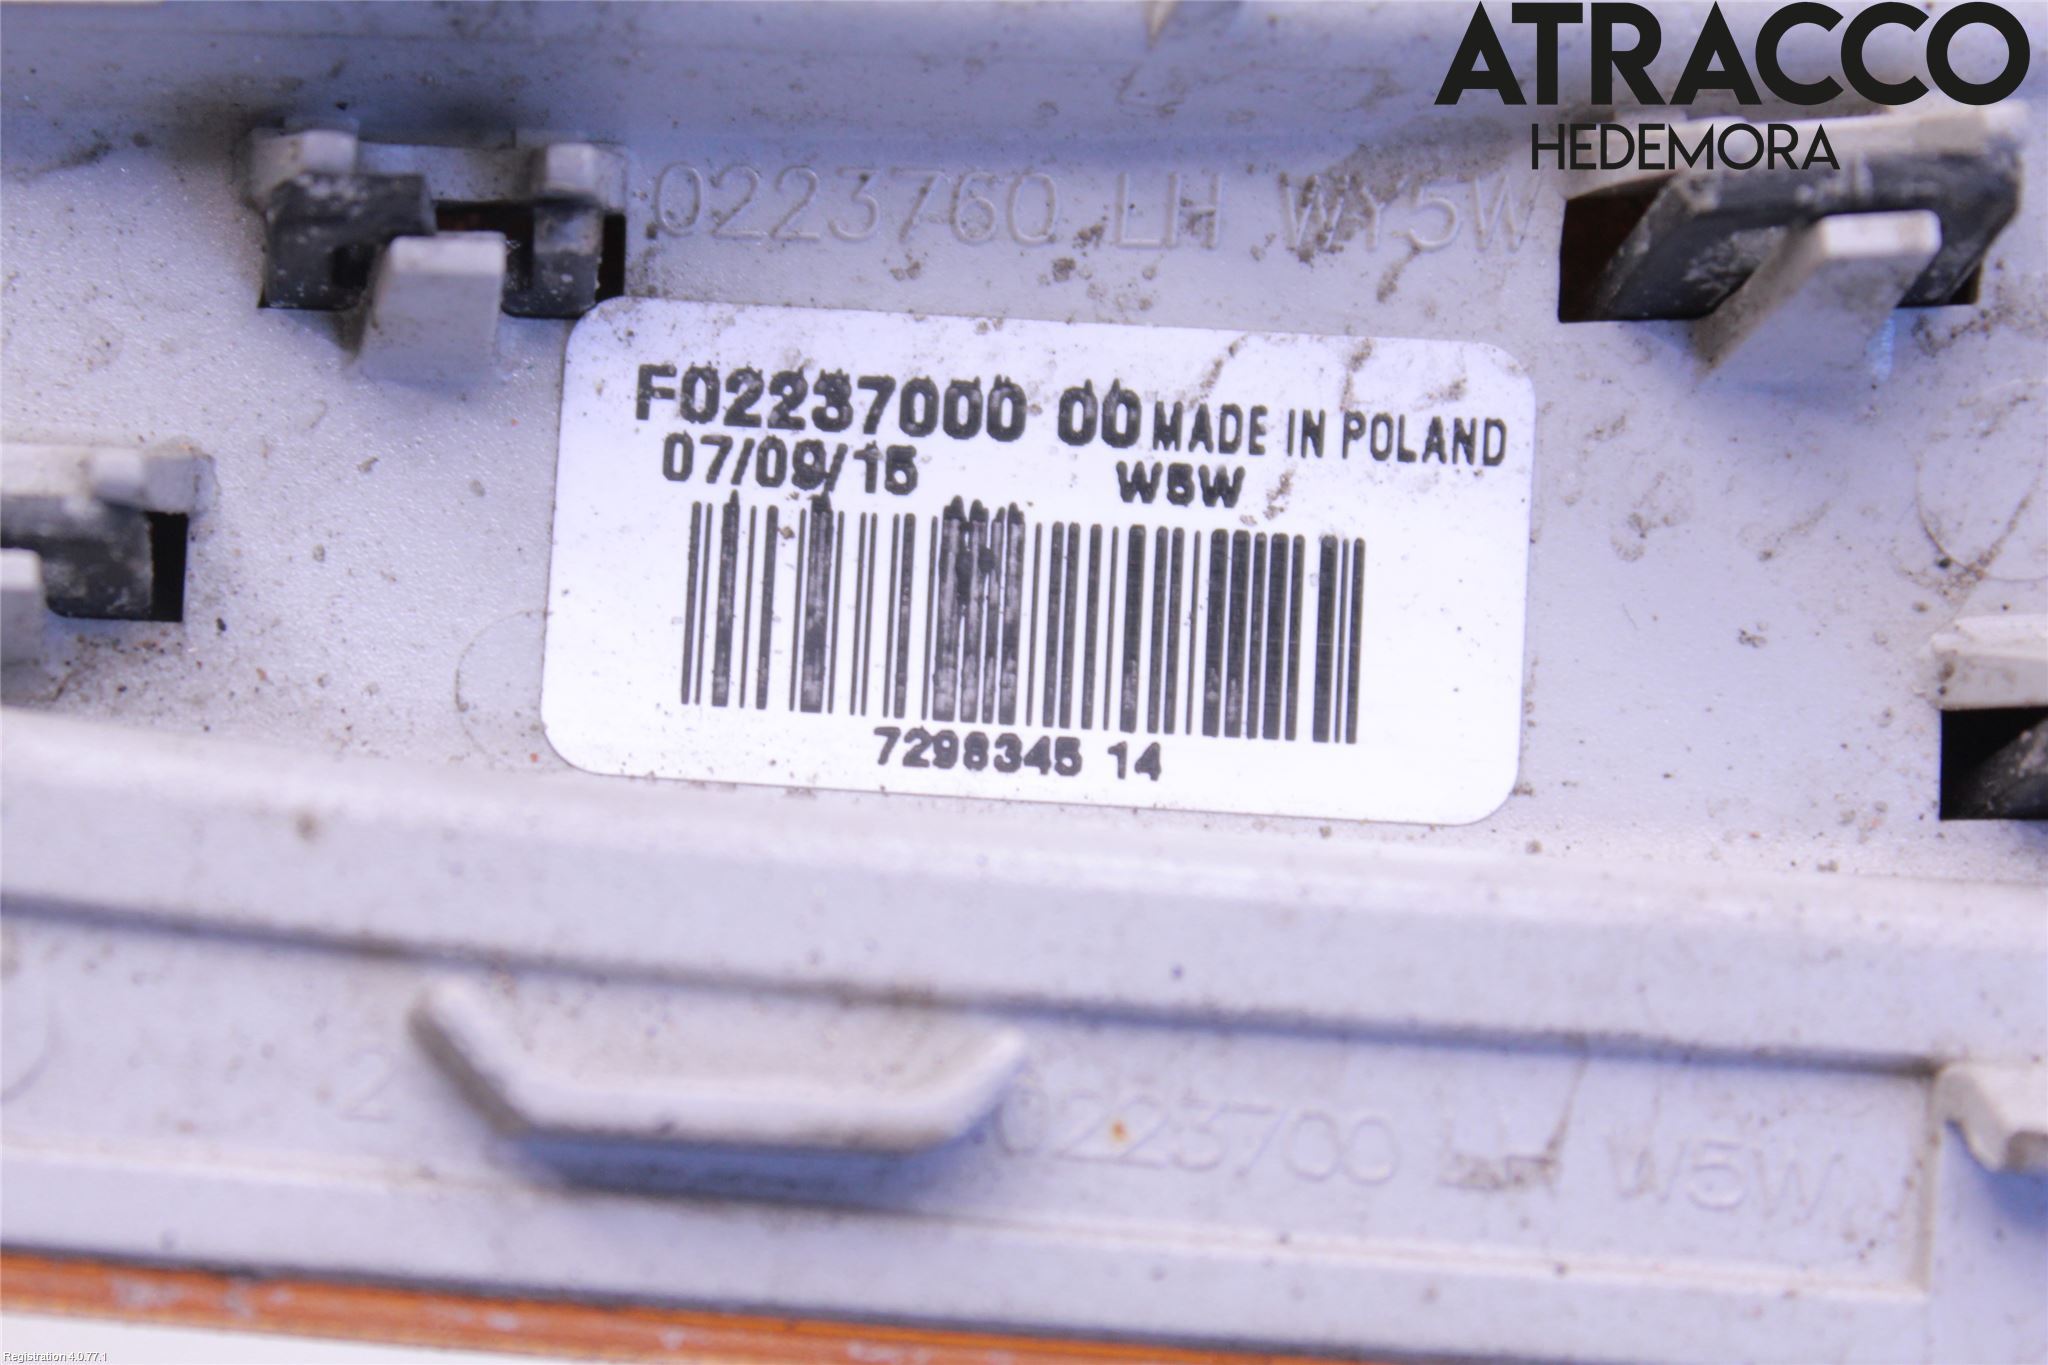 ATRACCO
HEDEMORA
0223760 LH WY5W
F02237000 00 MADE IN POLAND
07/09/15 W5W
7298345 14
2 0223700 LH W5W
Registration 4.0.77.1